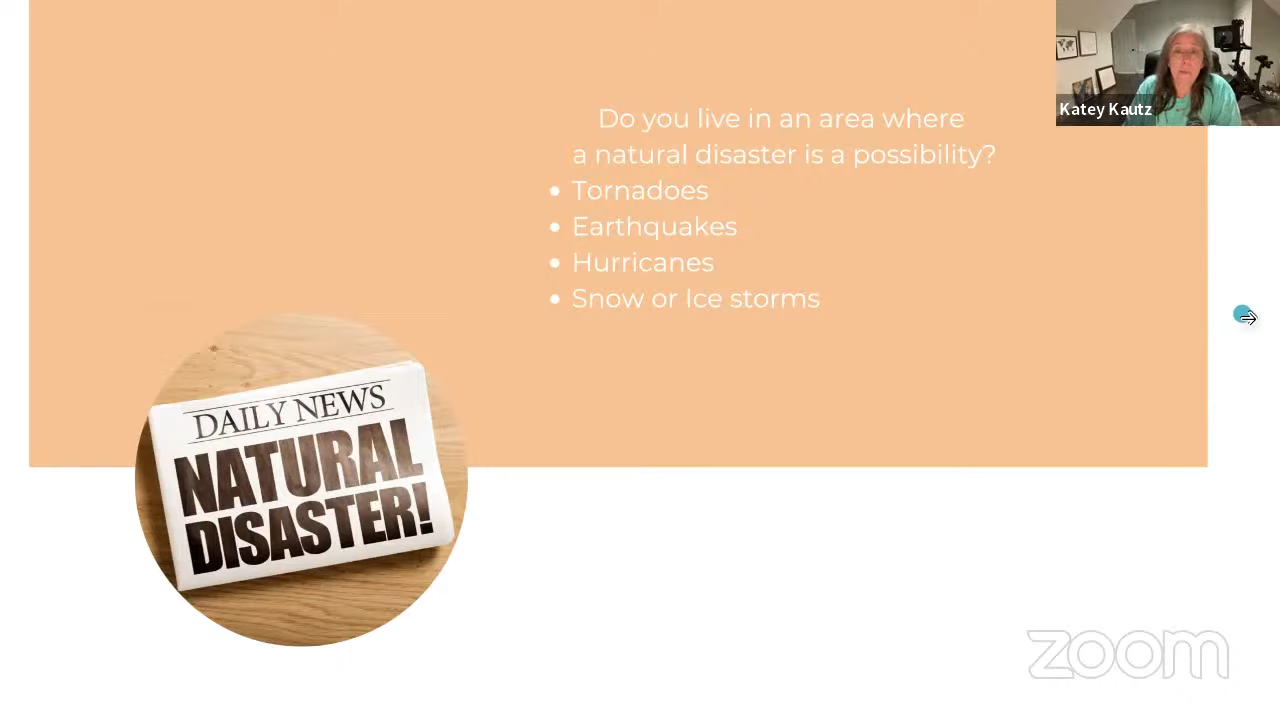 Katey Kautz
Do you live in an area where
a natural disaster is a possibility?
• Tornadoes
• Earthquakes
• Hurricanes
• Snow or Ice storms
DAILY NEWS
NATURAL
DISASTER!
zoom